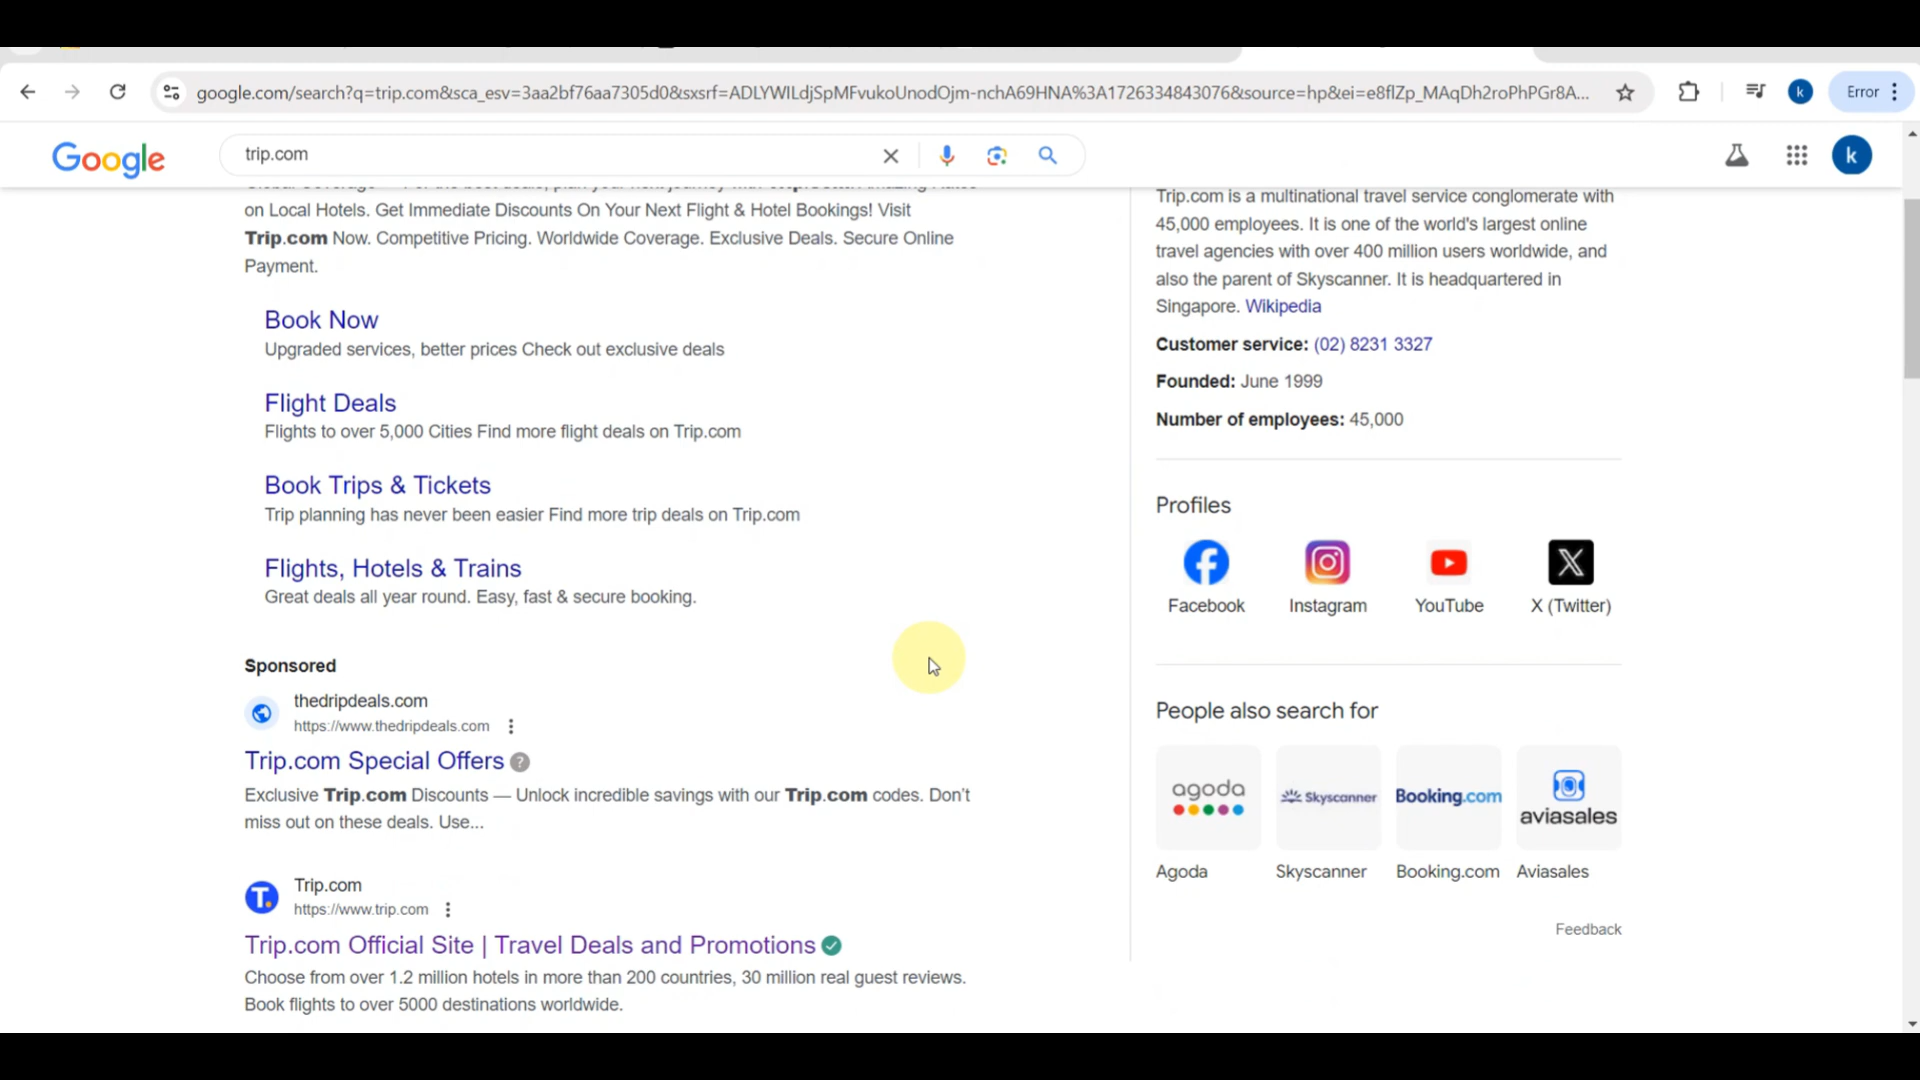 google.com/search?q=trip.com&sca_esv=3aa2bf76aa7305d0&sxsrf=ADLYWILdjSpMFvukoUnodOjm-nchA69HNA%3A1726334843076&source=hp&ei=e8flZp_MAqDh2roPhPGr8A...
k
Error
Google
trip.com
k
on Local Hotels. Get Immediate Discounts On Your Next Flight & Hotel Bookings! Visit
Trip.com Now. Competitive Pricing. Worldwide Coverage. Exclusive Deals. Secure Online
Payment.
Book Now
Upgraded services, better prices Check out exclusive deals
Flight Deals
Flights to over 5,000 Cities Find more flight deals on Trip.com
Book Trips & Tickets
Trip planning has never been easier Find more trip deals on Trip.com
Flights, Hotels & Trains
Great deals all year round. Easy, fast & secure booking.
Sponsored
thedripdeals.com
https://www.thedripdeals.com
Trip.com Special Offers
Exclusive Trip.com Discounts — Unlock incredible savings with our Trip.com codes. Don't
miss out on these deals. Use...
T.
Trip.com
https://www.trip.com
Trip.com Official Site | Travel Deals and Promotions
Choose from over 1.2 million hotels in more than 200 countries, 30 million real guest reviews.
Book flights to over 5000 destinations worldwide.
Trip.com is a multinational travel service conglomerate with
45,000 employees. It is one of the world's largest online
travel agencies with over 400 million users worldwide, and
also the parent of Skyscanner. It is headquartered in
Singapore. Wikipedia
Customer service: (02) 8231 3327
Founded: June 1999
Number of employees: 45,000
Profiles
Facebook
Instagram
YouTube
X (Twitter)
People also search for
agoda
Skyscanner
Booking.com
aviasales
Agoda
Skyscanner
Booking.com
Aviasales
Feedback